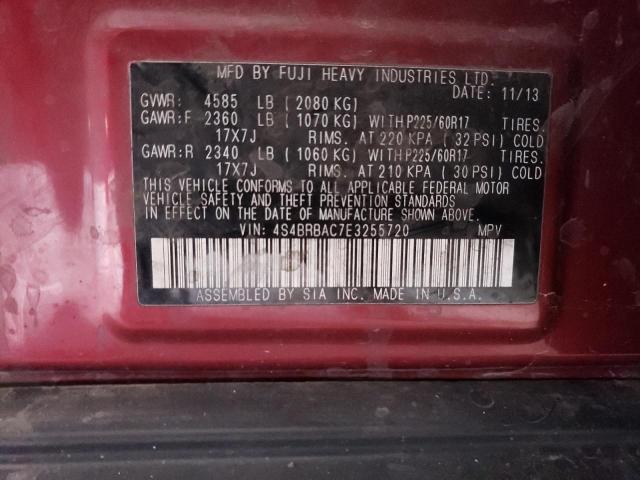 MFD BY FUJI HEAVY INDUSTRIES LTD.
DATE: 11/13
GVWR: 4585 LB ( 2080 KG)
GAWR:F 2360 LB ( 1070 KG) WITH P225/60R17 TIRES.
17X7J RIMS. AT 220 KPA ( 32 PSI) COLD
GAWR:R 2340 LB ( 1060 KG) WITH P225/60R17 TIRES.
17X7J RIMS. AT 210 KPA ( 30 PSI) COLD
THIS VEHICLE CONFORMS TO ALL APPLICABLE FEDERAL MOTOR
VEHICLE SAFETY AND THEFT PREVENTION STANDARDS
IN EFFECT ON THE DATE OF MANUFACTURE SHOWN ABOVE.
VIN: 4S4BRBAC7E3255720 MPV
ASSEMBLED BY SIA INC. MADE IN U.S.A.